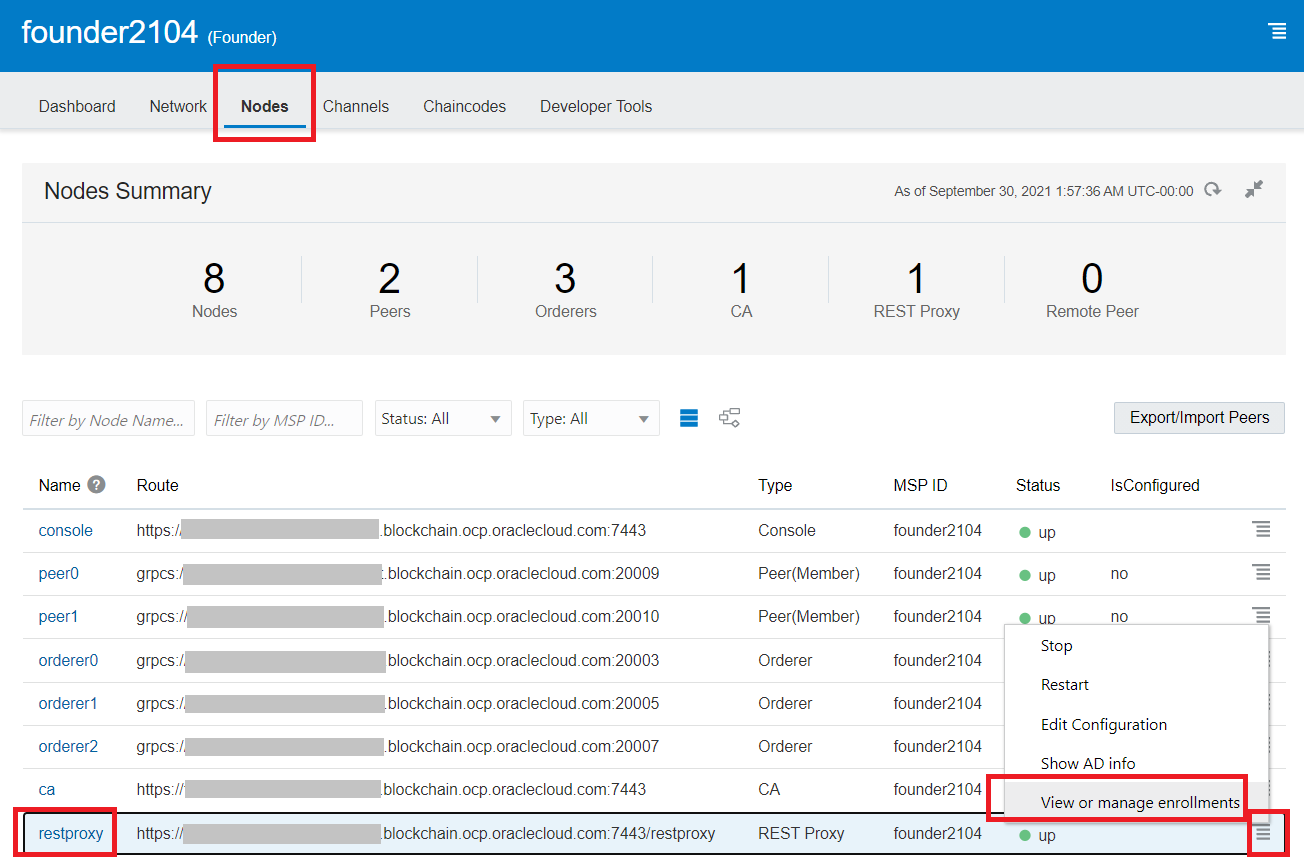 founder2104 (Founder)
Dashboard Network Nodes Channels Chaincodes Developer Tools
Nodes Summary As of September 30, 2021 1:57:36 AM UTC-00:00
8 2 3 1 1 0
Nodes Peers Orderers CA REST Proxy Remote Peer
Filter by Node Name... Filter by MSP ID... Status: All Type: All Export/Import Peers
Name ? Route Type MSP ID Status IsConfigured
console https:/ .blockchain.ocp.oraclecloud.com:7443 Console founder2104 up
peer0 grpcs:/ .blockchain.ocp.oraclecloud.com:20009 Peer(Member) founder2104 up no
peer1 grpcs:// .blockchain.ocp.oraclecloud.com:20010 Peer(Member) founder2104 up no
Stop
orderer0 grpcs:/ .blockchain.ocp.oraclecloud.com:20003 Orderer founder2104
Restart
orderer1 grpcs:/ .blockchain.ocp.oraclecloud.com:20005 Orderer founder2104
Edit Configuration
orderer2 grpcs:/ .blockchain.ocp.oraclecloud.com:20007 Orderer founder2104
Show AD info
ca https:/ .blockchain.ocp.oraclecloud.com:7443 CA founder2104
View or manage enrollments
restproxy https:/ .blockchain.ocp.oraclecloud.com:7443/restproxy REST Proxy founder2104 up